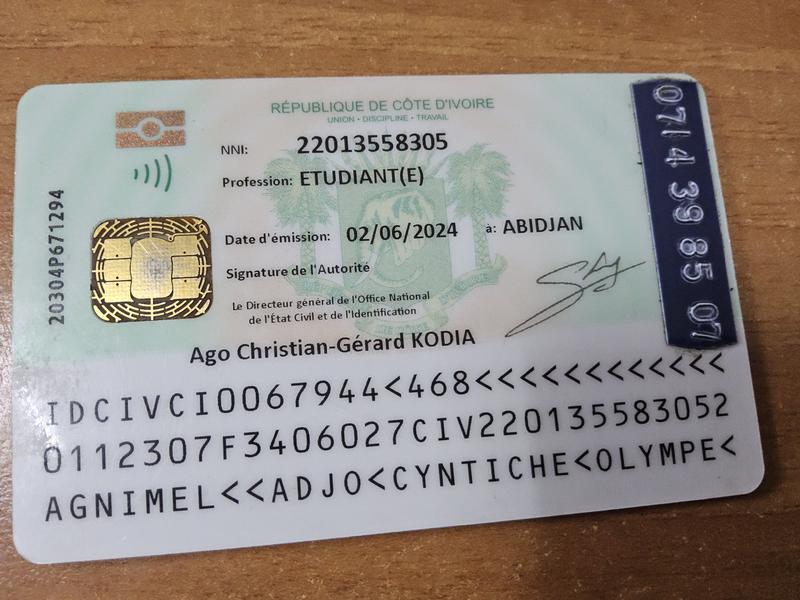 RÉPUBLIQUE DE CÔTE D'IVOIRE
UNION • DISCIPLINE • TRAVAIL
NNI: 22013558305
Profession: ETUDIANT(E)
Date d'émission: 02/06/2024 à: ABIDJAN
Signature de l'Autorité
Le Directeur général de l'Office National
de l'État Civil et de l'Identification
Ago Christian-Gérard KODIA
20304P671294
0714 39 85 07
IDCIVCI0067944<468<<<<<<<<<<<<
0112307F3406027CIV220135583052
AGNIMEL<<ADJO<CYNTICHE<OLYMPE<